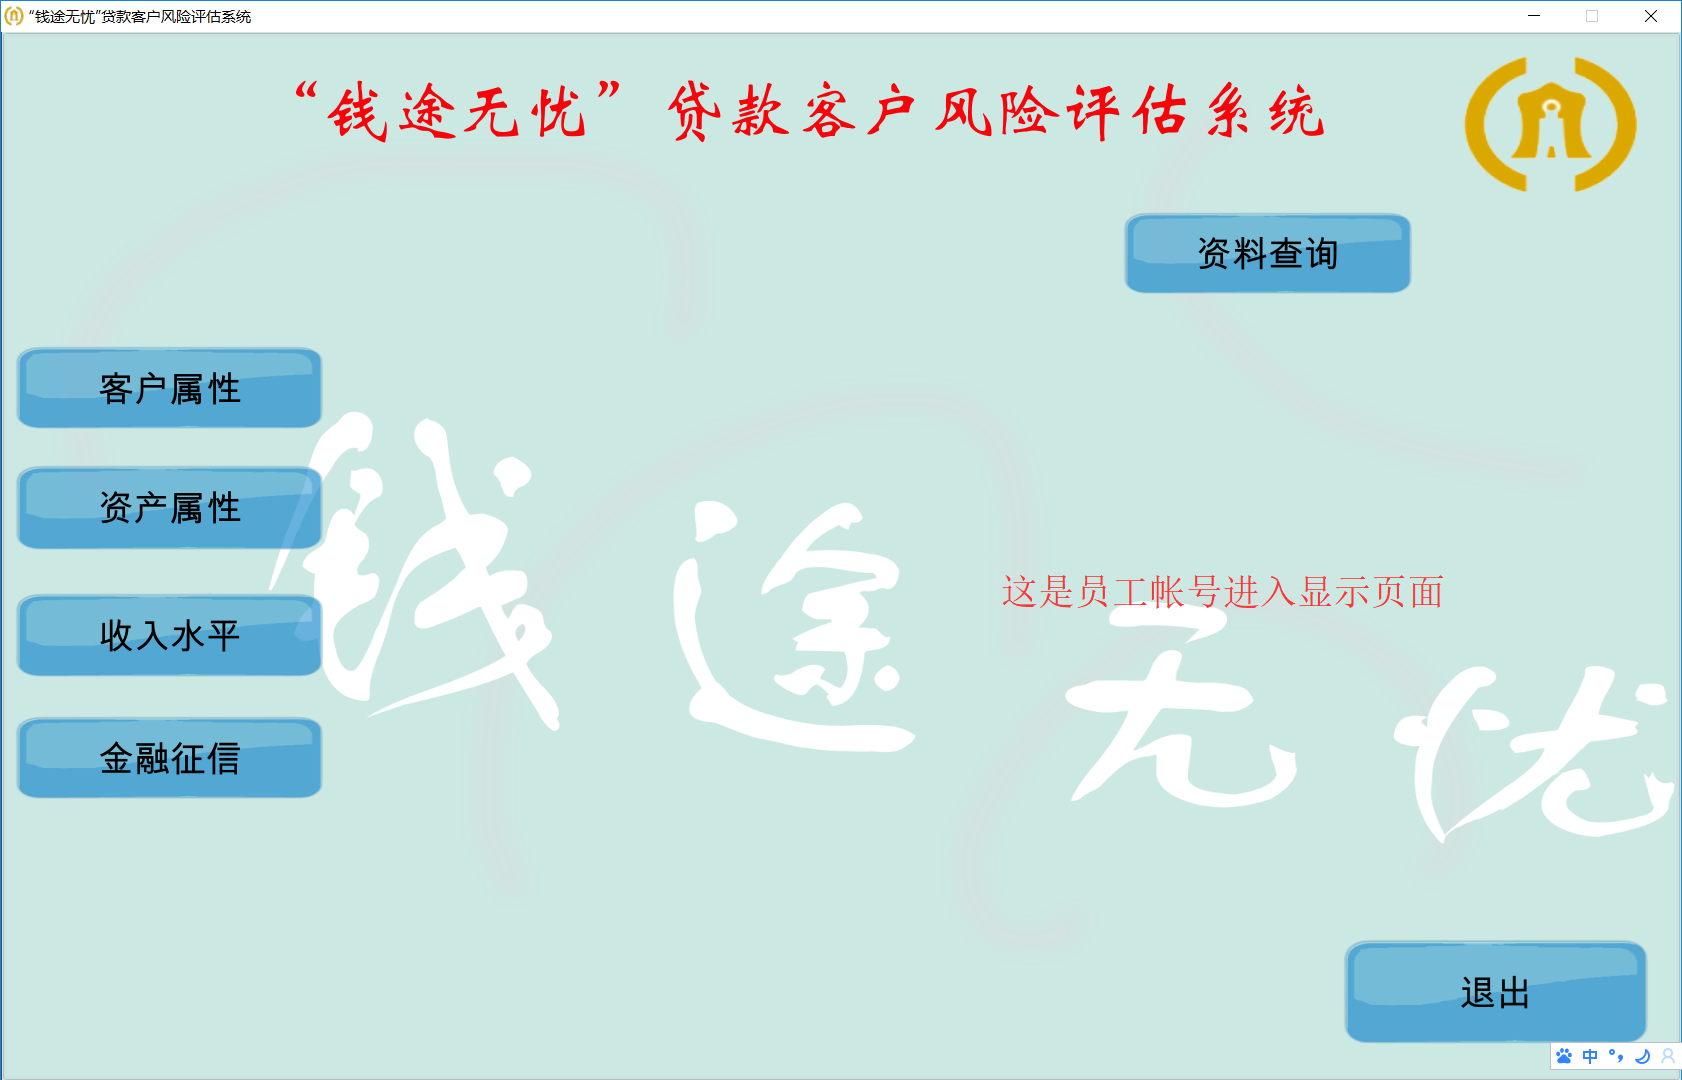 “钱途无忧”贷款客户风险评估系统
“钱途无忧”贷款客户风险评估系统
资料查询
客户属性
资产属性
收入水平
金融征信
钱途无忧
这是员工帐号进入显示页面
退出
中